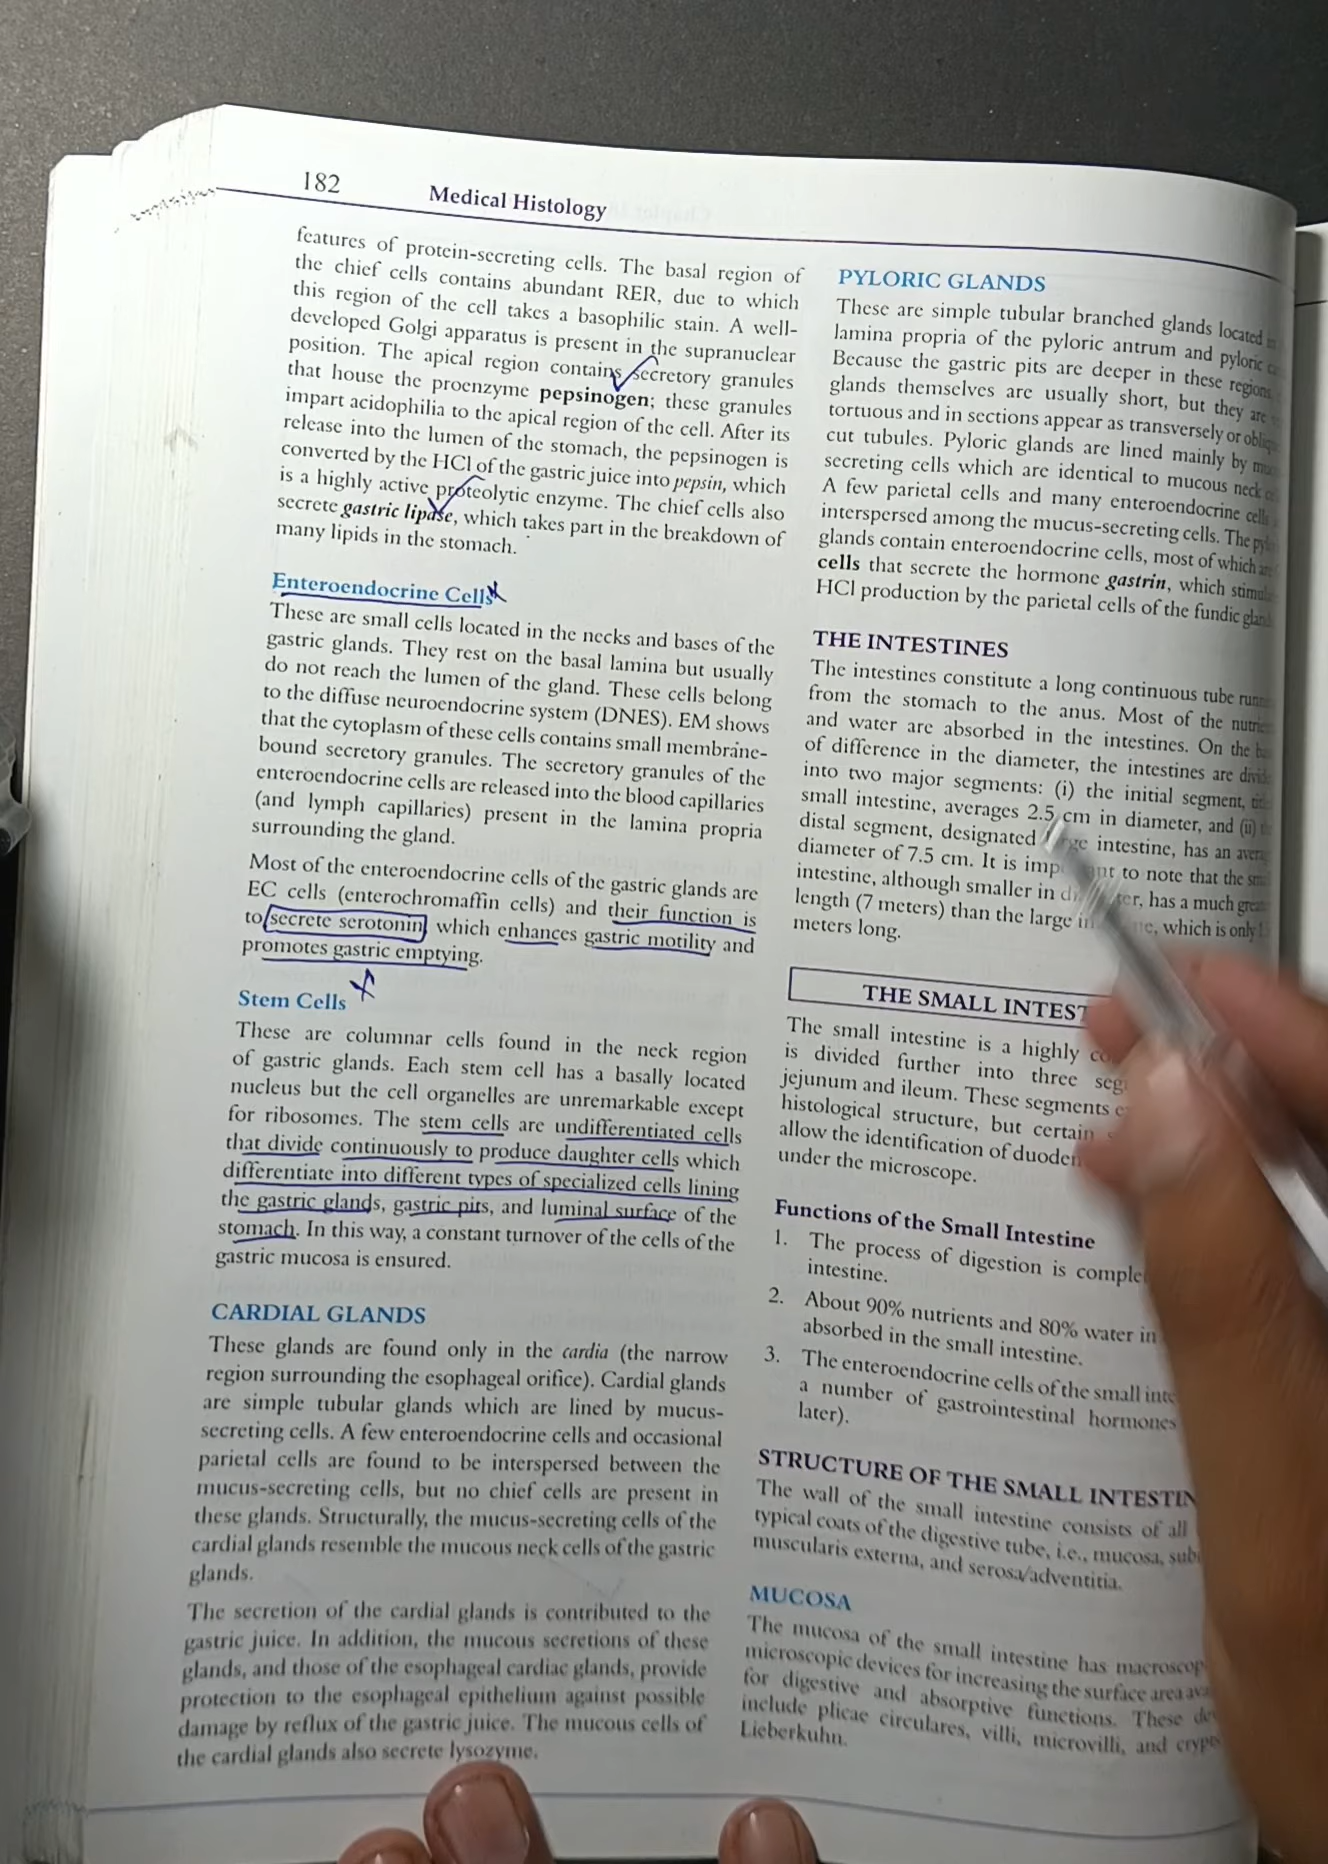 182
Medical Histology
features of protein-secreting cells. The basal region of
the chief cells contains abundant RER, due to which
this region of the cell takes a basophilic stain. A well-
developed Golgi apparatus is present in the supranuclear
position. The apical region contains secretory granules
that house the proenzyme pepsinogen; these granules
impart acidophilia to the apical region of the cell. After its
release into the lumen of the stomach, the pepsinogen is
converted by the HCl of the gastric juice into pepsin, which
is a highly active proteolytic enzyme. The chief cells also
secrete gastric lipase, which takes part in the breakdown of
many lipids in the stomach.
Enteroendocrine Cells
These are small cells located in the necks and bases of the
gastric glands. They rest on the basal lamina but usually
do not reach the lumen of the gland. These cells belong
to the diffuse neuroendocrine system (DNES). EM shows
that the cytoplasm of these cells contains small membrane-
bound secretory granules. The secretory granules of the
enteroendocrine cells are released into the blood capillaries
(and lymph capillaries) present in the lamina propria
surrounding the gland.
Most of the enteroendocrine cells of the gastric glands are
EC cells (enterochromaffin cells) and their function is
to secrete serotonin which enhances gastric motility and
promotes gastric emptying.
Stem Cells
These are columnar cells found in the neck region
of gastric glands. Each stem cell has a basally located
nucleus but the cell organelles are unremarkable except
for ribosomes. The stem cells are undifferentiated cells
that divide continuously to produce daughter cells which
differentiate into different types of specialized cells lining
the gastric glands, gastric pits, and luminal surface of the
stomach. In this way, a constant turnover of the cells of the
gastric mucosa is ensured.
CARDIAL GLANDS
These glands are found only in the cardia (the narrow
region surrounding the esophageal orifice). Cardial glands
are simple tubular glands which are lined by mucus-
secreting cells. A few enteroendocrine cells and occasional
parietal cells are found to be interspersed between the
mucus-secreting cells, but no chief cells are present in
these glands. Structurally, the mucus-secreting cells of the
cardial glands resemble the mucous neck cells of the gastric
glands.
The secretion of the cardial glands is contributed to the
gastric juice. In addition, the mucous secretions of these
glands, and those of the esophageal cardiac glands, provide
protection to the esophageal epithelium against possible
damage by reflux of the gastric juice. The mucous cells of
the cardial glands also secrete lysozyme.
PYLORIC GLANDS
These are simple tubular branched glands located
lamina propria of the pyloric antrum and pyloric
Because the gastric pits are deeper in these regions
glands themselves are usually short, but they are
tortuous and in sections appear as transversely or
cut tubules. Pyloric glands are lined mainly by
secreting cells which are identical to mucous neck
A few parietal cells and many enteroendocrine cells
interspersed among the mucus-secreting cells. The
glands contain enteroendocrine cells, most of which
cells that secrete the hormone gastrin, which
HCl production by the parietal cells of the fundic
THE INTESTINES
The intestines constitute a long continuous tube
from the stomach to the anus. Most of the
and water are absorbed in the intestines. On the
of difference in the diameter, the intestines are
into two major segments: (i) the initial segment,
small intestine, averages 2.5 cm in diameter, and (ii)
distal segment, designated intestine, has an
diameter of 7.5 cm. It is to note that the
intestine, although smaller in has a much
length (7 meters) than the large which is only
meters long.
THE SMALL
The small intestine is a highly
is divided further into three
jejunum and ileum. These segments
histological structure, but certain
allow the identification of
under the microscope.
Functions of the Small Intestine
1. The process of digestion is
intestine.
2. About 90% nutrients and 80% water in
absorbed in the small intestine.
3. The enteroendocrine cells of the small
a number of gastrointestinal hormones
later).
STRUCTURE OF THE SMALL
The wall of the small intestine consists of all
typical coats of the digestive tube, i.e., mucosa,
muscularis externa, and serosa/adventitia.
MUCOSA
The mucosa of the small intestine has
microscopic devices for increasing the surface area
for digestive and absorptive functions. These
include plicae circulares, villi, microvilli, and
Lieberkuhn.